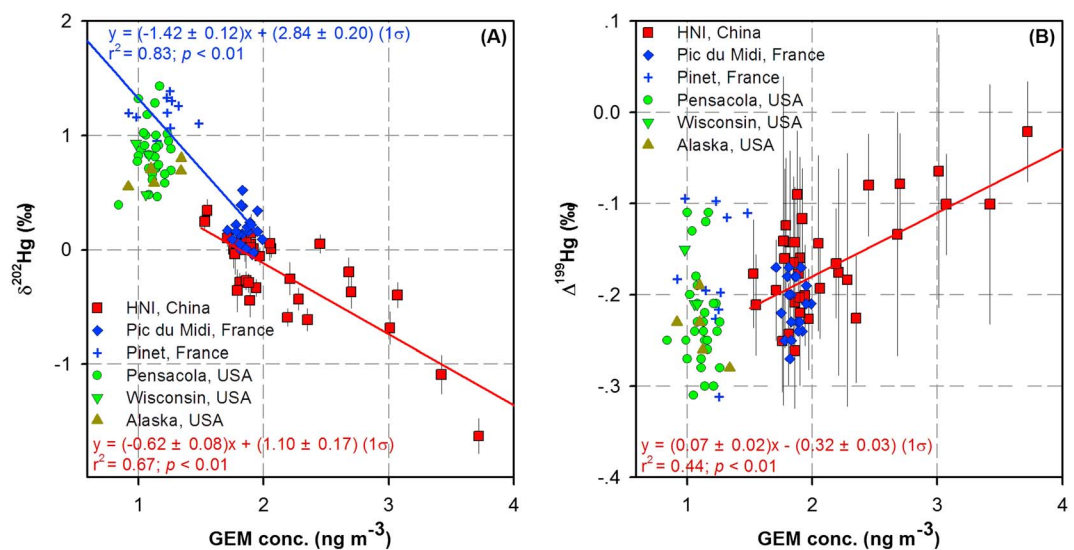 (A)
y = (-1.42 ± 0.12)x + (2.84 ± 0.20) (1σ)
r² = 0.83; p < 0.01
2
1
0
-1
δ²⁰²Hg (‰)
HNI, China
Pic du Midi, France
Pinet, France
Pensacola, USA
Wisconsin, USA
Alaska, USA
y = (-0.62 ± 0.08)x + (1.10 ± 0.17) (1σ)
r² = 0.67; p < 0.01
1 2 3 4
GEM conc. (ng m⁻³)
(B)
HNI, China
Pic du Midi, France
Pinet, France
Pensacola, USA
Wisconsin, USA
Alaska, USA
.1
0.0
-.1
-.2
-.3
-.4
Δ¹⁹⁹Hg (‰)
y = (0.07 ± 0.02)x - (0.32 ± 0.03) (1σ)
r² = 0.44; p < 0.01
1 2 3 4
GEM conc. (ng m⁻³)